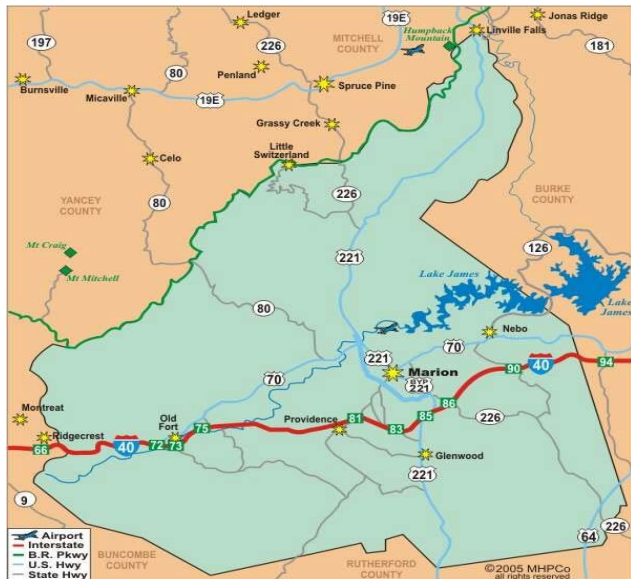 Ledger
19E
Linville Falls
Jonas Ridge
197
226
MITCHELL
COUNTY
Humpback
Mountain
181
80
Penland
Burnsville
Micaville
19E
Spruce Pine
Grassy Creek
Little
Switzerland
Celo
226
BURKE
COUNTY
YANCEY
COUNTY
80
221
126
Mt Craig
Mt Mitchell
Lake James
Lake
James
80
Nebo
221
70
Marion
BYP
221
90
40
94
70
Montreat
Old
Fort
Providence
81
85
86
226
Ridgecrest
75
83
66
40
72
73
Glenwood
221
9
226
64
Airport
Interstate
B.R. Pkwy
U.S. Hwy
State Hwy
BUNCOMBE
COUNTY
RUTHERFORD
COUNTY
©2005 MHPCo
all rights reserved